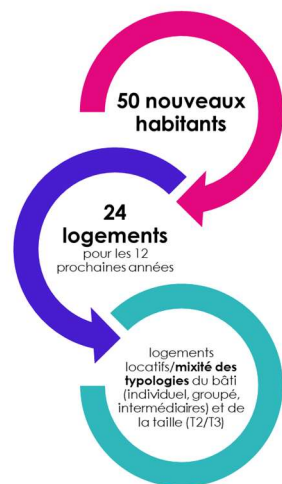 50 nouveaux
habitants
24
logements
pour les 12
prochaines années
logements
locatifs/mixité des
typologies du bâti
(individuel, groupé,
intermédiaires) et de
la taille (T2/T3)